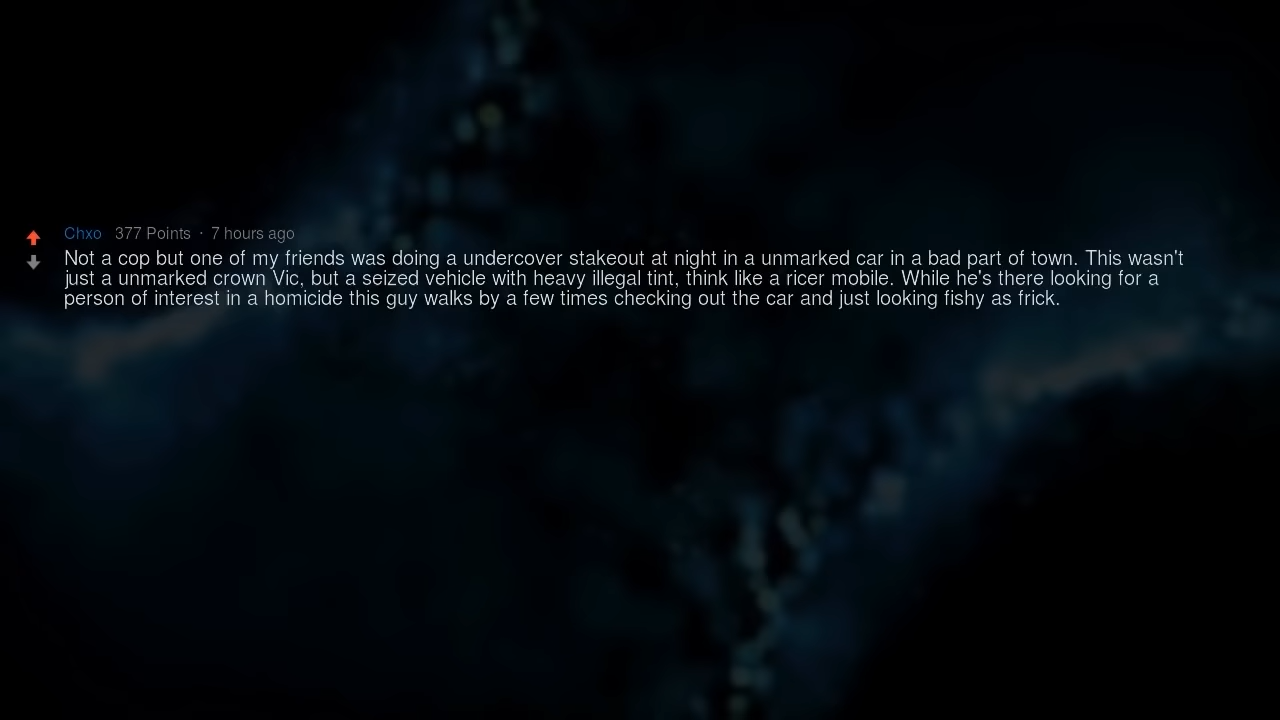 Chxo 377 Points · 7 hours ago
Not a cop but one of my friends was doing a undercover stakeout at night in a unmarked car in a bad part of town. This wasn't
just a unmarked crown Vic, but a seized vehicle with heavy illegal tint, think like a ricer mobile. While he's there looking for a
person of interest in a homicide this guy walks by a few times checking out the car and just looking fishy as frick.